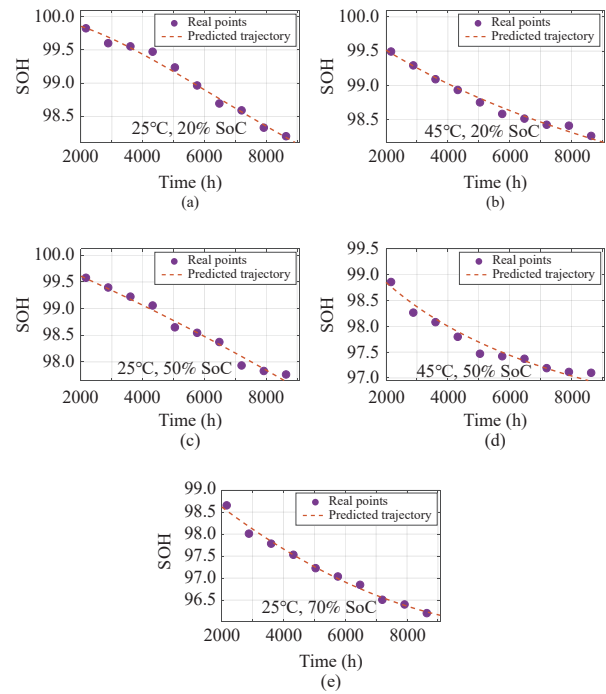 100.0
99.5
99.0
98.5
SOH
Real points
Predicted trajectory
25℃, 20% SoC
2000 4000 6000 8000
Time (h)
(a)
100.0
99.5
99.0
98.5
SOH
Real points
Predicted trajectory
45℃, 20% SoC
2000 4000 6000 8000
Time (h)
(b)
100.0
99.5
99.0
98.5
98.0
SOH
Real points
Predicted trajectory
25℃, 50% SoC
2000 4000 6000 8000
Time (h)
(c)
99.5
99.0
98.5
98.0
97.5
97.0
SOH
Real points
Predicted trajectory
45℃, 50% SoC
2000 4000 6000 8000
Time (h)
(d)
99.0
98.5
98.0
97.5
97.0
96.5
SOH
Real points
Predicted trajectory
25℃, 70% SoC
2000 4000 6000 8000
Time (h)
(e)